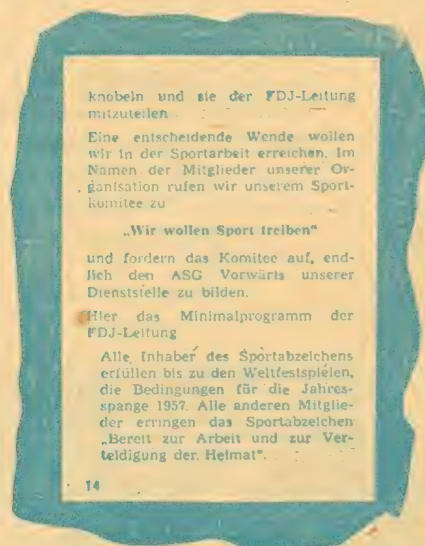 knobeln und sie der FDJ-Leitung
mitzuteilen
Eine entscheidende Wende wollen
wir in der Sportarbeit erreichen. Im
Namen der Mitglieder unserer Or-
ganisation rufen wir unserem Sport-
komitee zu
„Wir wollen Sport treiben“
und fordern das Komitee auf, end-
lich den ASG Vorwärts unserer
Dienststelle zu bilden.
Hier das Minimalprogramm der
FDJ-Leitung
Alle Inhaber des Sportabzeichens
erfüllen bis zu den Weltfestspielen,
die Bedingungen für die Jahres-
spange 1957. Alle anderen Mitglie-
der erringen das Sportabzeichen
„Bereit zur Arbeit und zur Ver-
teidigung der Heimat“.
14